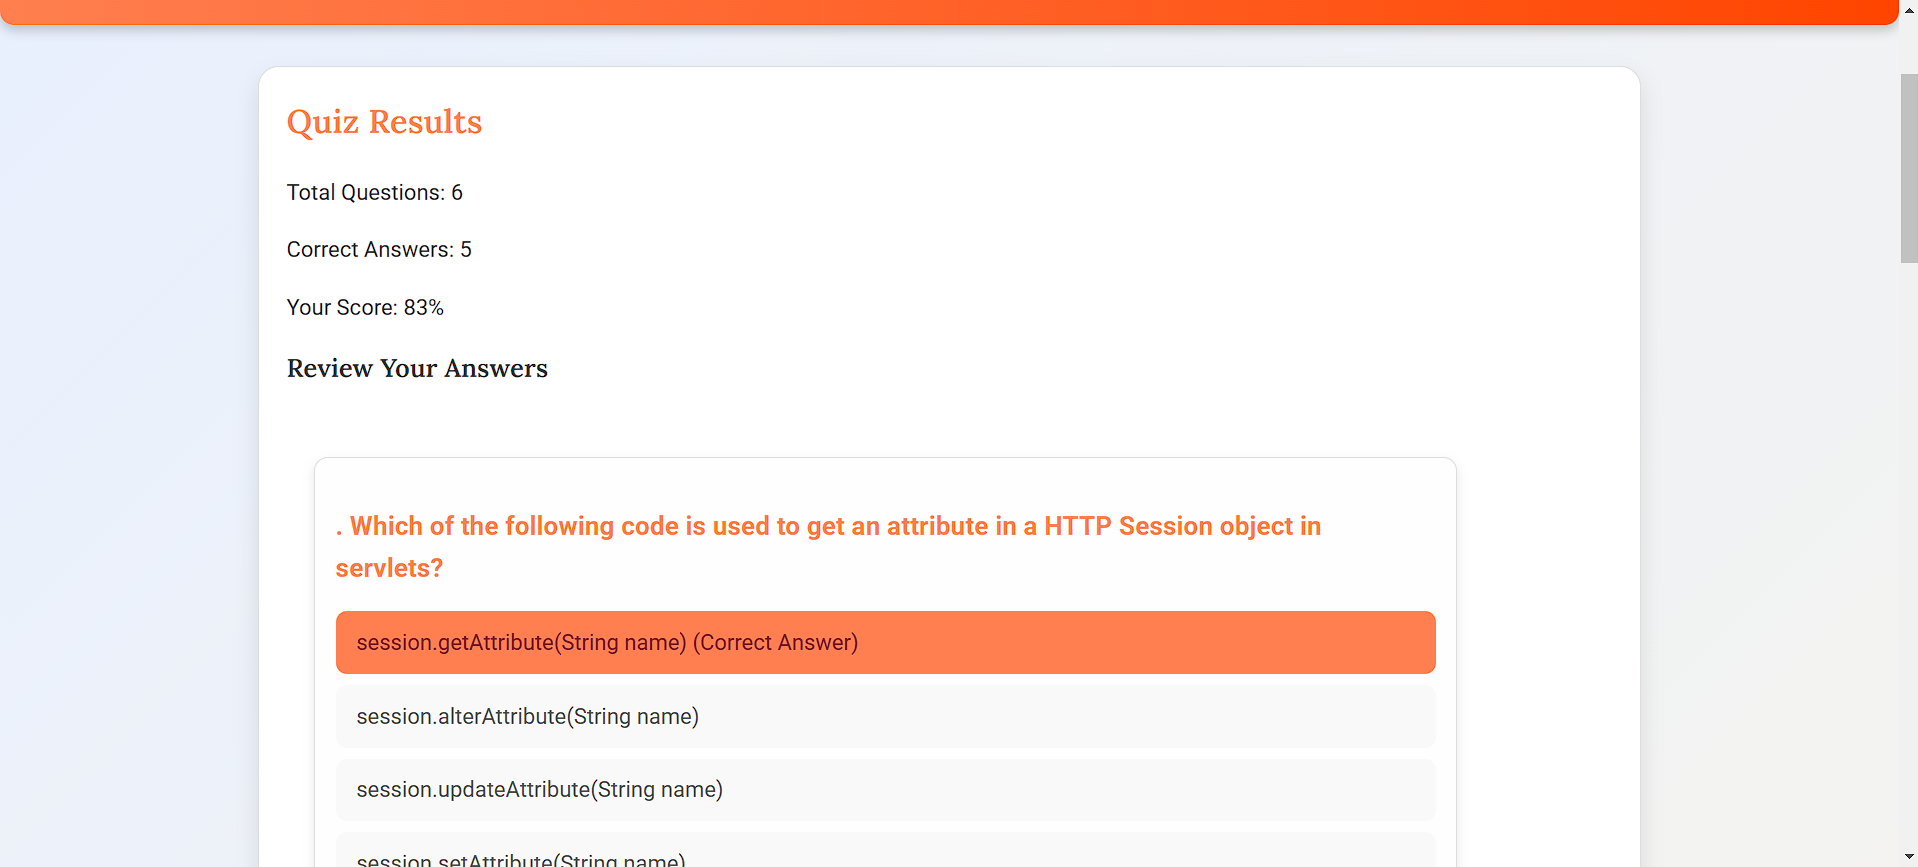 Quiz Results
Total Questions: 6
Correct Answers: 5
Your Score: 83%
Review Your Answers
. Which of the following code is used to get an attribute in a HTTP Session object in
servlets?
session.getAttribute(String name) (Correct Answer)
session.alterAttribute(String name)
session.updateAttribute(String name)
session.setAttribute(String name)